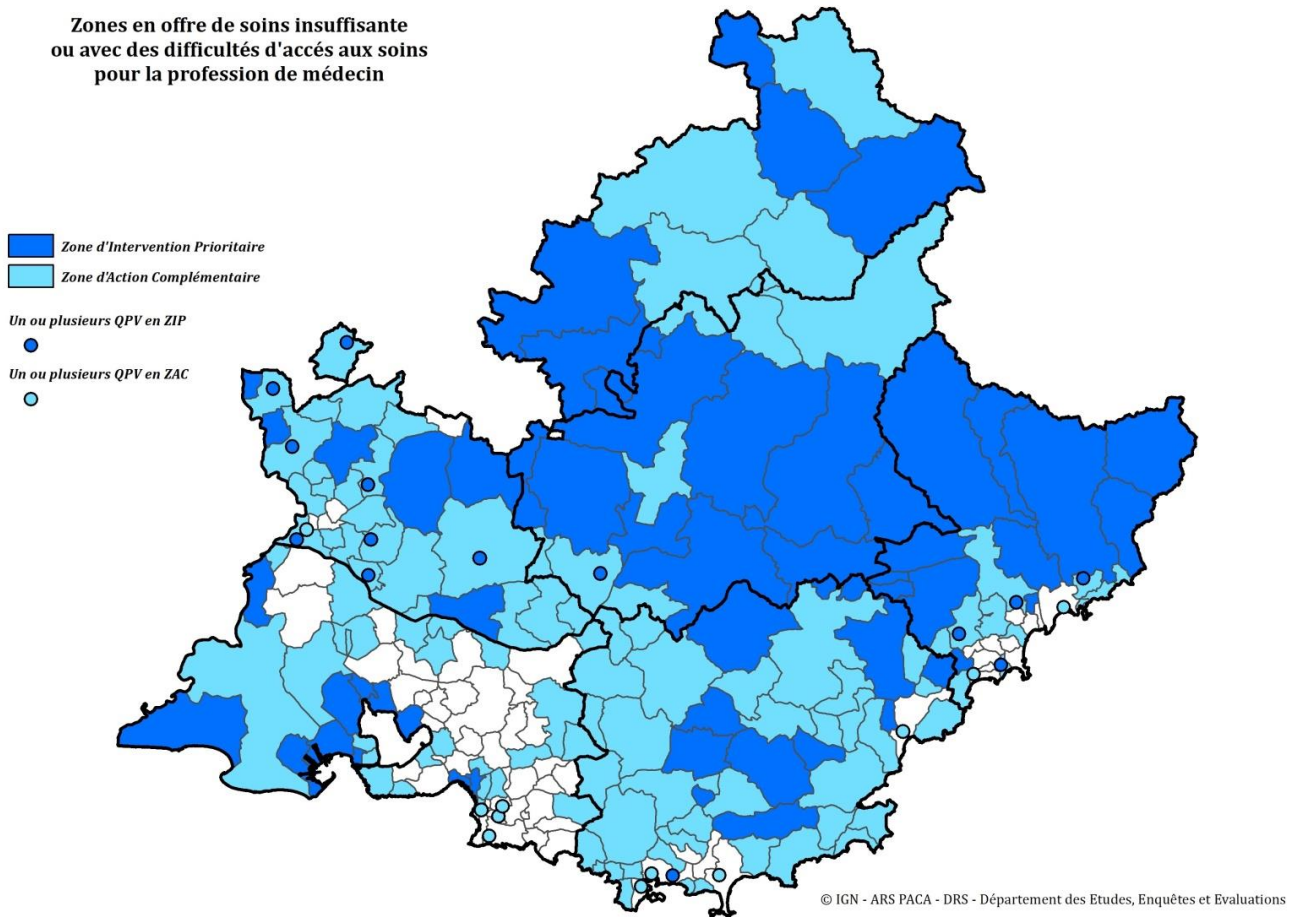 Zones en offre de soins insuffisante
ou avec des difficultés d'accés aux soins
pour la profession de médecin
Zone d'Intervention Prioritaire
Zone d'Action Complémentaire
Un ou plusieurs QPV en ZIP
Un ou plusieurs QPV en ZAC
© IGN - ARS PACA - DRS - Département des Etudes, Enquêtes et Evaluations